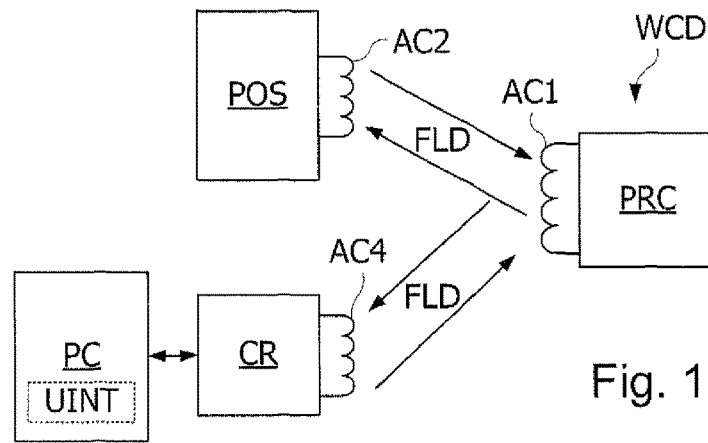 AC2
WCD
POS
AC1
FLD
PRC
AC4
FLD
PC
CR
UINT
Fig. 1